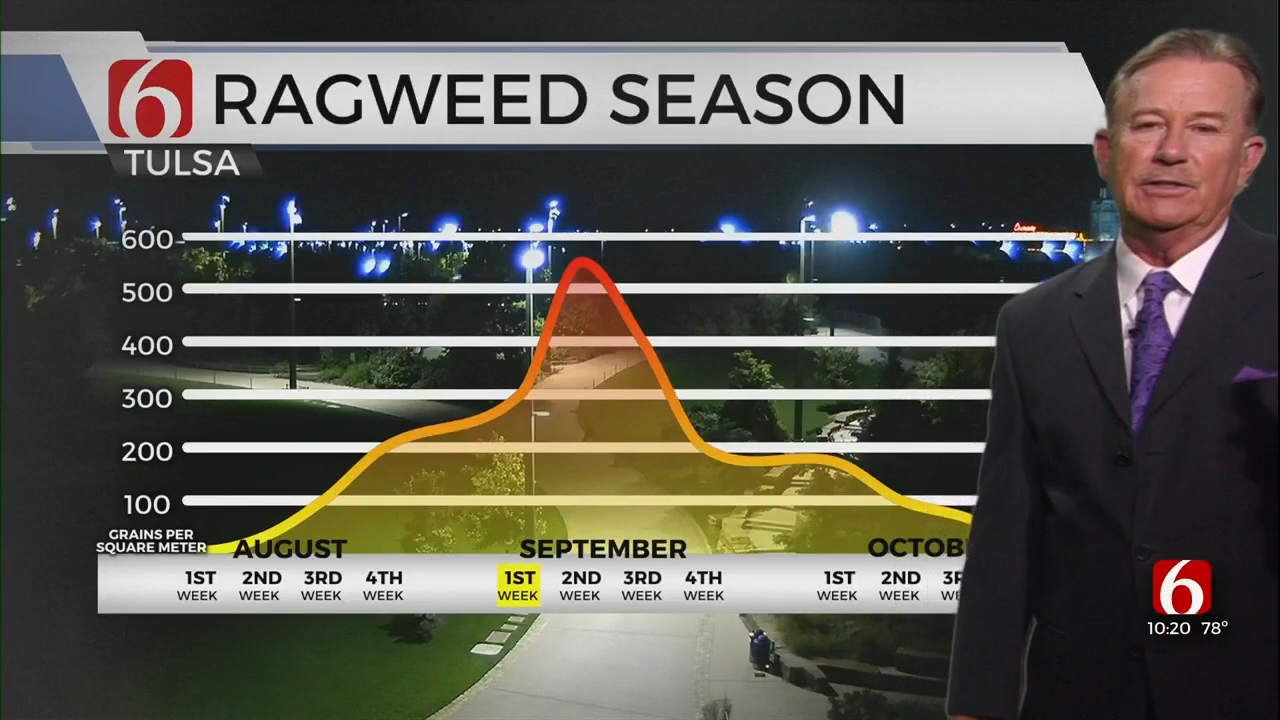 6 RAGWEED SEASON
TULSA
600
500
400
300
200
100
GRAINS PER
SQUARE METER
AUGUST SEPTEMBER OCTOB
1ST 2ND 3RD 4TH 1ST 2ND 3RD 4TH 1ST 2ND
WEEK WEEK WEEK WEEK WEEK WEEK WEEK WEEK WEEK WEEK
6
10:20 78°